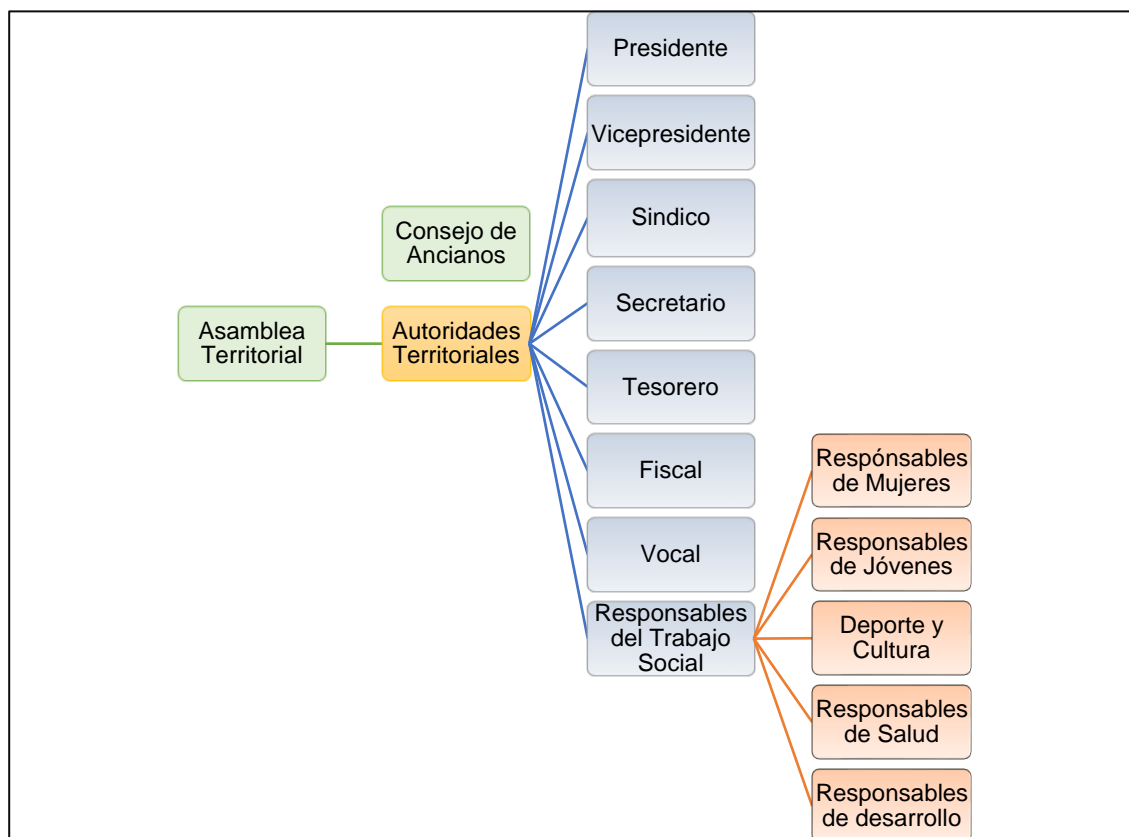 Presidente
Vicepresidente
Sindico
Consejo de
Ancianos
Secretario
Asamblea
Territorial
Autoridades
Territoriales
Tesorero
Fiscal
Vocal
Responsables
del Trabajo
Social
Respónsables
de Mujeres
Responsables
de Jóvenes
Deporte y
Cultura
Responsables
de Salud
Responsables
de desarrollo